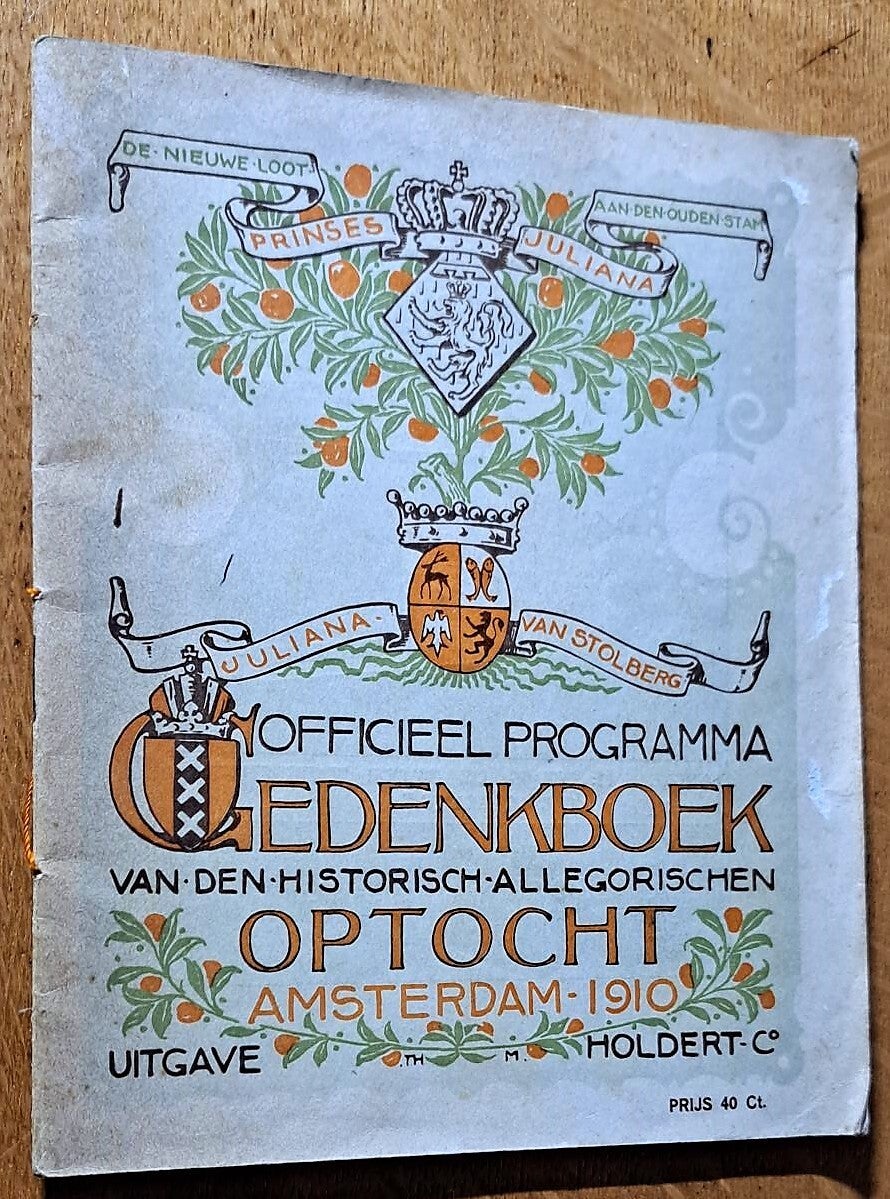 DE·NIEUWE·LOOT·
AAN·DEN·OUDEN·STAM
PRINSES JULIANA
JULIANA- VAN STOLBERG
OFFICIEEL PROGRAMMA
GEDENKBOEK
VAN·DEN·HISTORISCH·ALLEGORISCHEN
OPTOCHT
AMSTERDAM-1910
UITGAVE HOLDERT-Cº
TH M.
PRIJS 40 Ct.